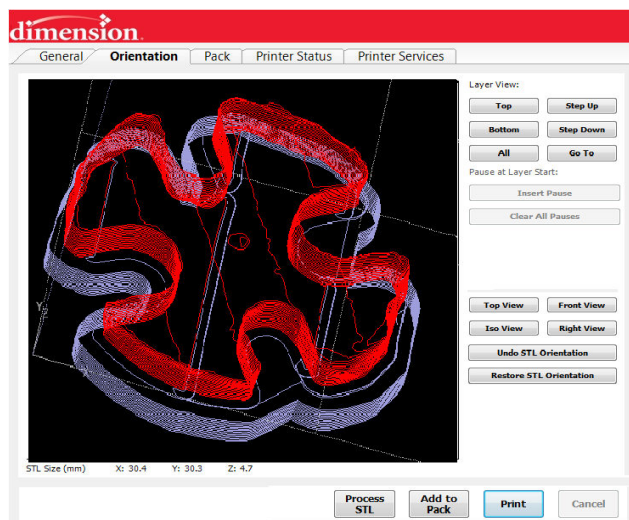 dimension.
General Orientation Pack Printer Status Printer Services
Layer View:
Top Step Up
Bottom Step Down
All Go To
Pause at Layer Start:
Insert Pause
Clear All Pauses
Top View Front View
Iso View Right View
Undo STL Orientation
Restore STL Orientation
Y
STL Size (mm) X: 30.4 Y: 30.3 Z: 4.7
Process STL Add to Pack Print Cancel